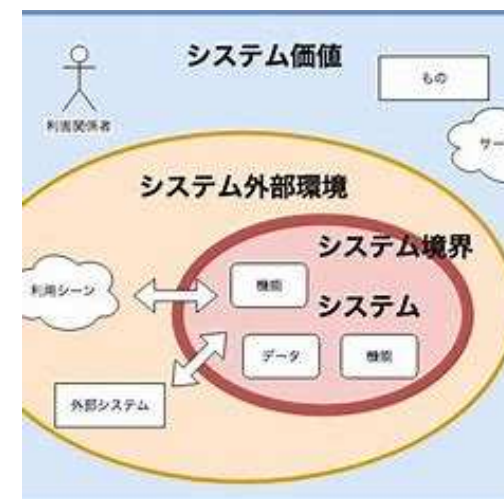 システム価値
もの
利害関係者
サー
システム外部環境
システム境界
利用シーン
機能
システム
データ
機能
外部システム